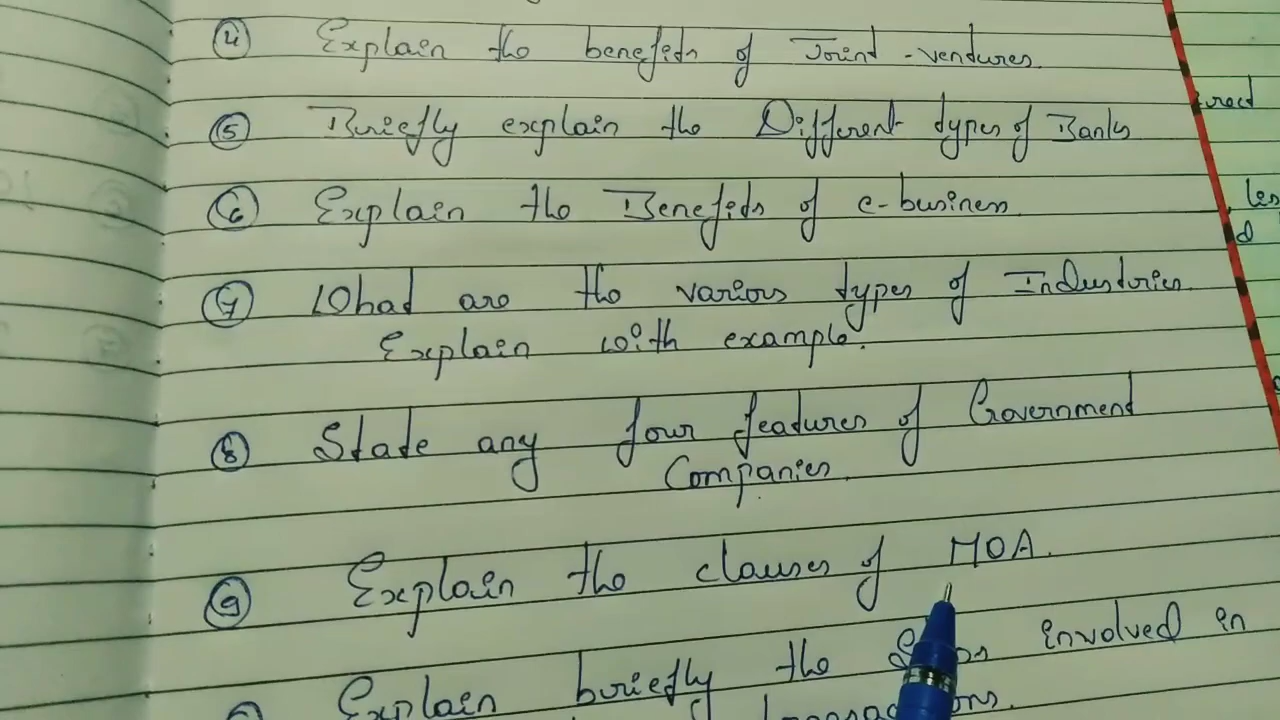 4 Explain the benefits of Joint-ventures.
5 Briefly explain the Different types of Banks
6 Explain the Benefits of e-business.
7 What are the various types of Industries.
Explain with example.
8 State any four features of Government
Companies.
9 Explain the clauses of MOA.
Explain briefly the involved in